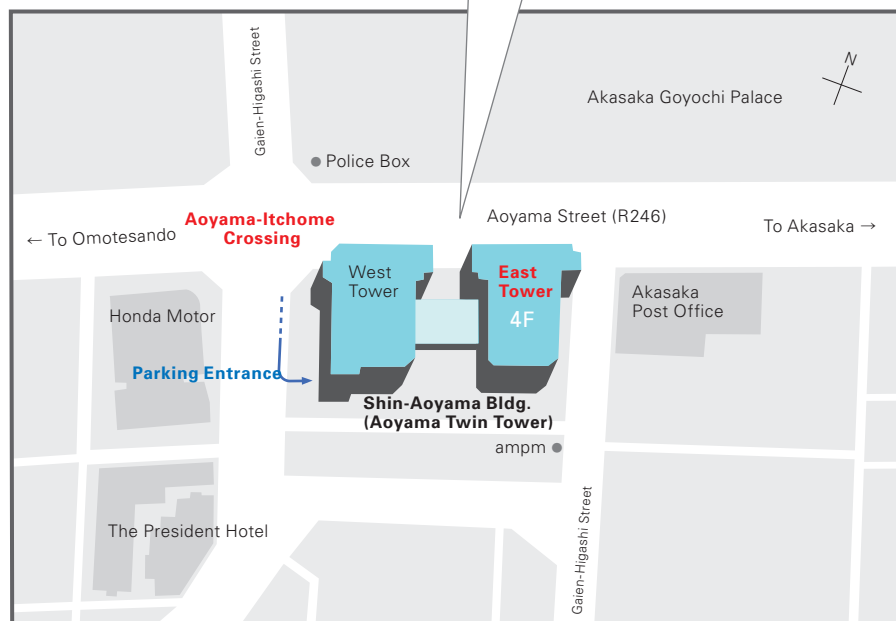 Gaien-Higashi Street
N
Akasaka Goyochi Palace
Police Box
Aoyama-Itchome
Crossing
Aoyama Street (R246)
← To Omotesando
To Akasaka →
West
Tower
East
Tower
4F
Akasaka
Post Office
Honda Motor
Parking Entrance
Shin-Aoyama Bldg.
(Aoyama Twin Tower)
ampm
The President Hotel
Gaien-Higashi Street